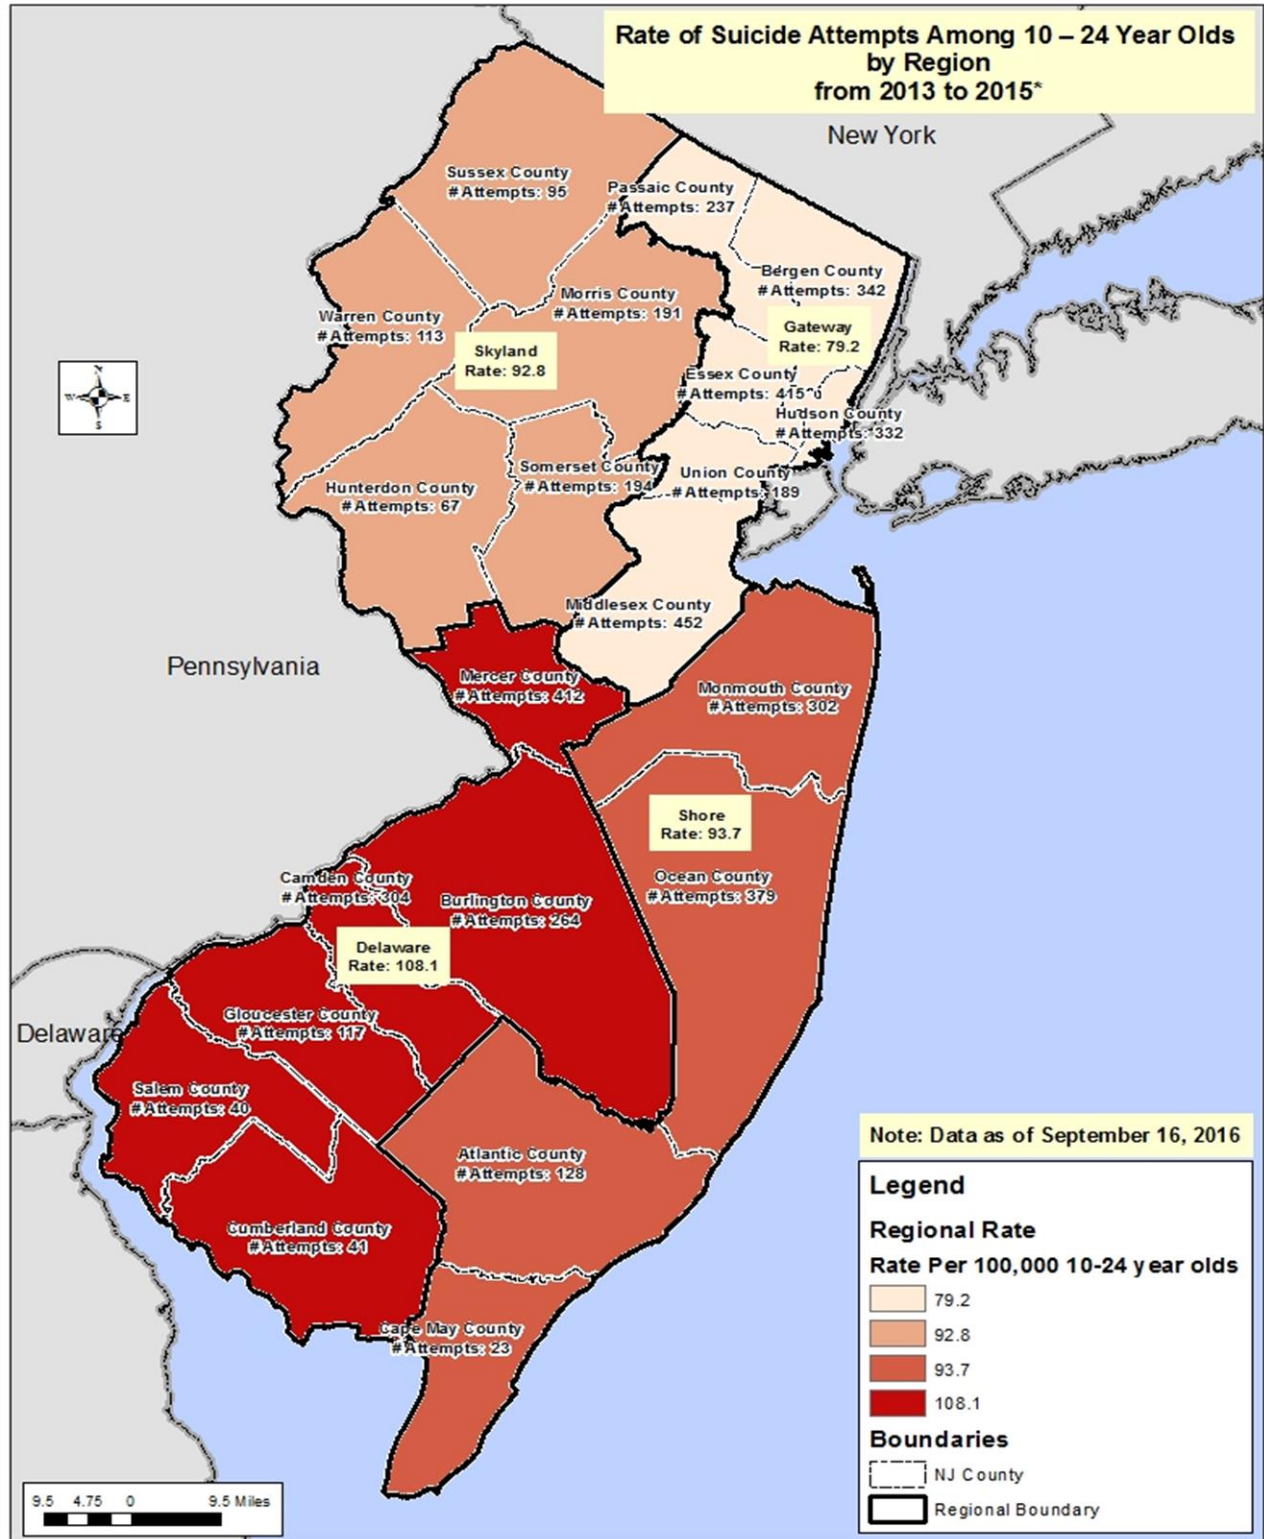 Rate of Suicide Attempts Among 10 – 24 Year Olds
by Region
from 2013 to 2015*
New York
Sussex County
# Attempts: 95
Passaic County
# Attempts: 237
Bergen County
# Attempts: 342
Morris County
# Attempts: 191
Warren County
# Attempts: 113
Gateway
Rate: 79.2
Skyland
Rate: 92.8
Essex County
# Attempts: 415
Hudson County
# Attempts: 332
N
W
E
S
Somerset County
# Attempts: 194
Union County
# Attempts: 189
Hunterdon County
# Attempts: 67
Middlesex County
# Attempts: 452
Pennsylvania
Mercer County
# Attempts: 412
Monmouth County
# Attempts: 302
Shore
Rate: 93.7
Ocean County
# Attempts: 379
Camden County
# Attempts: 304
Burlington County
# Attempts: 264
Delaware
Rate: 108.1
Gloucester County
# Attempts: 117
Delaware
Salem County
# Attempts: 40
Atlantic County
# Attempts: 128
Cumberland County
# Attempts: 41
Cape May County
# Attempts: 23
Note: Data as of September 16, 2016
Legend
Regional Rate
Rate Per 100,000 10-24 year olds
79.2
92.8
93.7
108.1
Boundaries
NJ County
Regional Boundary
9.5 4.75 0 9.5 Miles